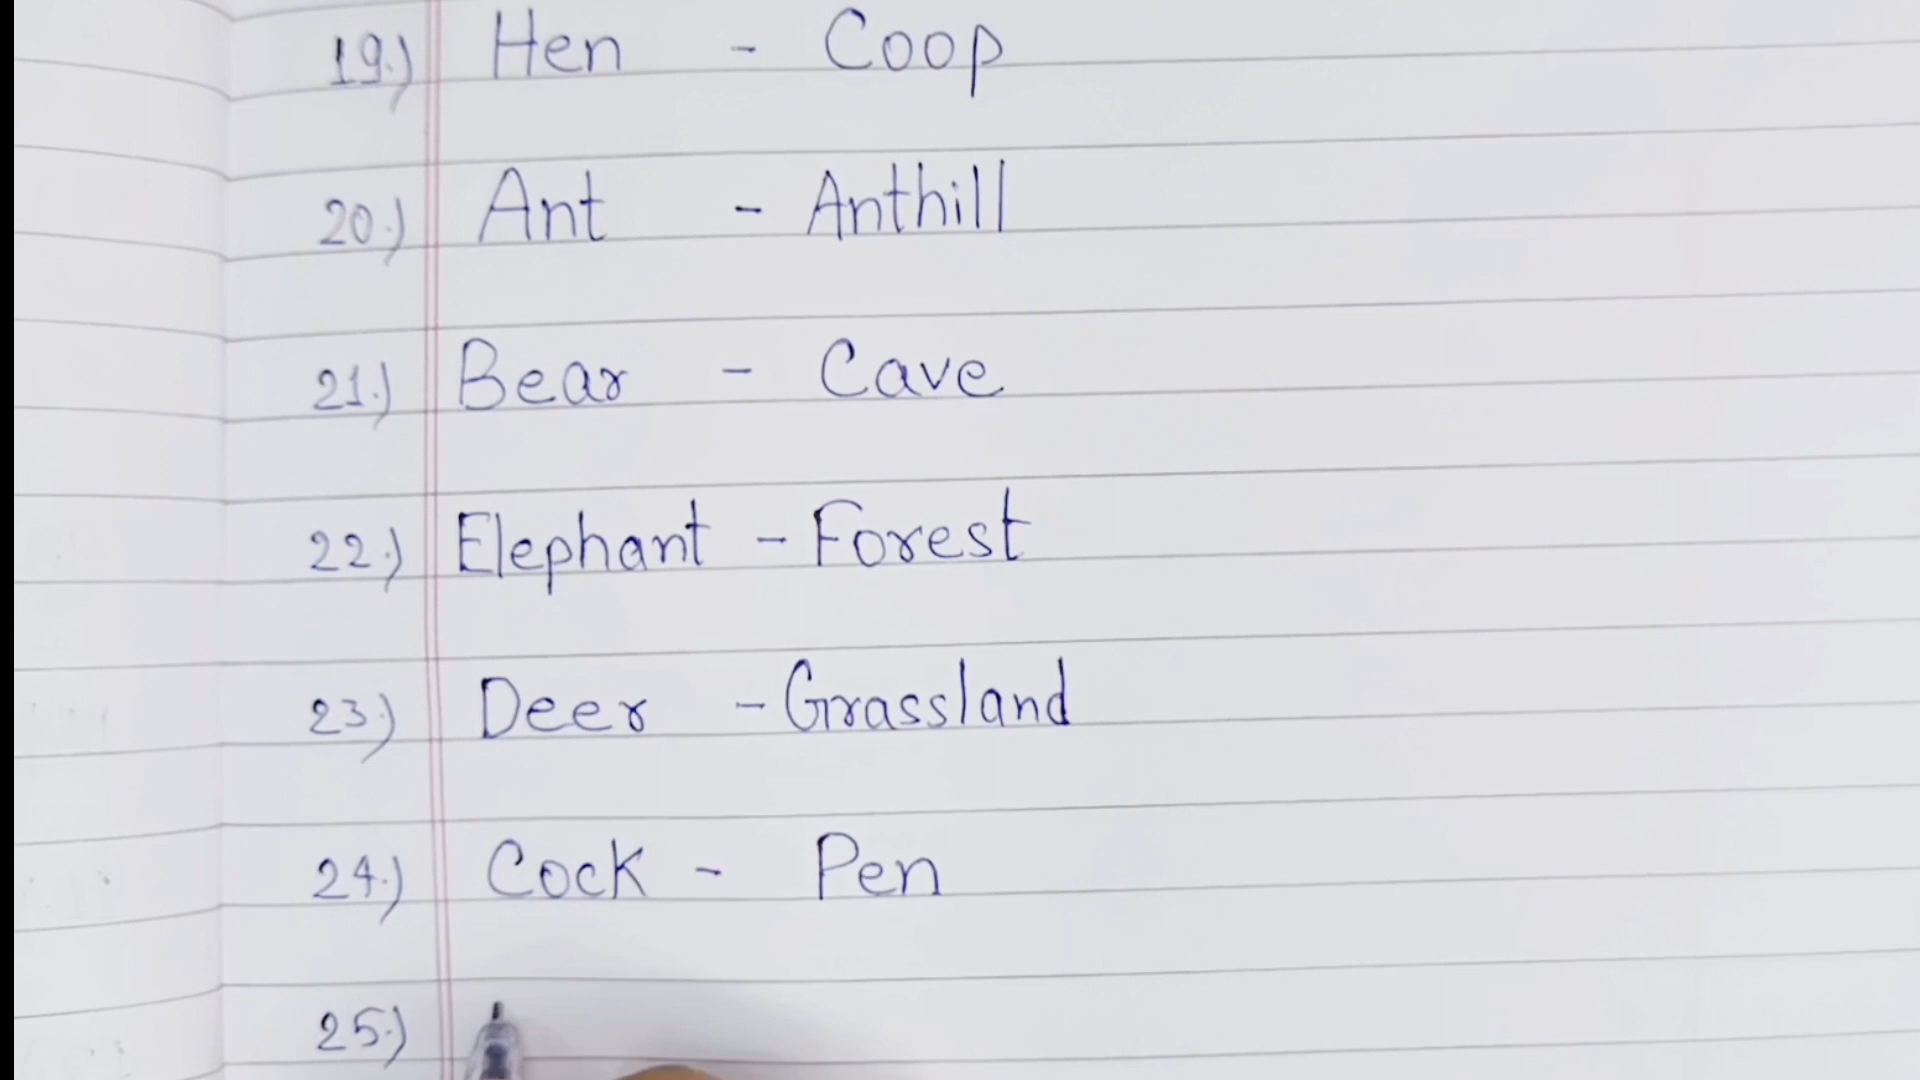 19.) Hen - Coop
20.) Ant - Anthill
21.) Bear - Cave
22.) Elephant - Forest
23.) Deer - Grassland
24.) Cock - Pen
25.)